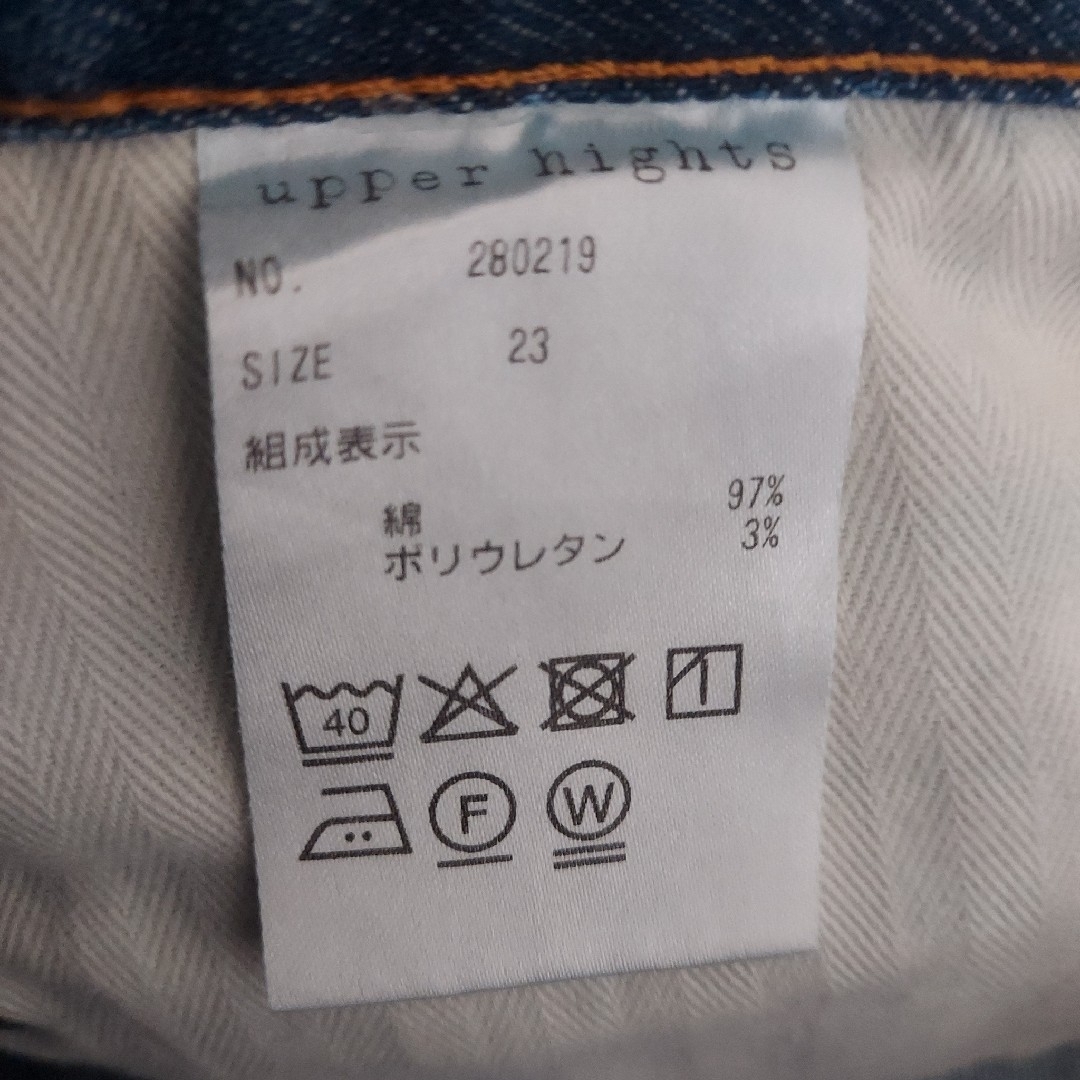 upper hights
NO. 280219
SIZE 23
組成表示
綿 97%
ポリウレタン 3%
40
F W